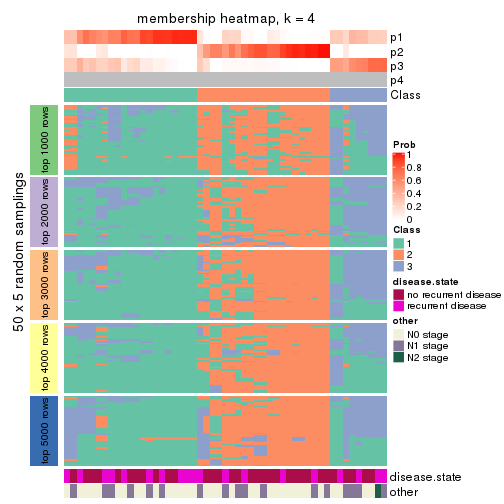 membership heatmap, k = 4
p1
p2
p3
p4
Class
50 x 5 random samplings
top 1000 rows
top 2000 rows
top 3000 rows
top 4000 rows
top 5000 rows
disease.state
other
Prob
1
0.8
0.6
0.4
0.2
0
Class
1
2
3
disease.state
no recurrent disease
recurrent disease
other
N0 stage
N1 stage
N2 stage